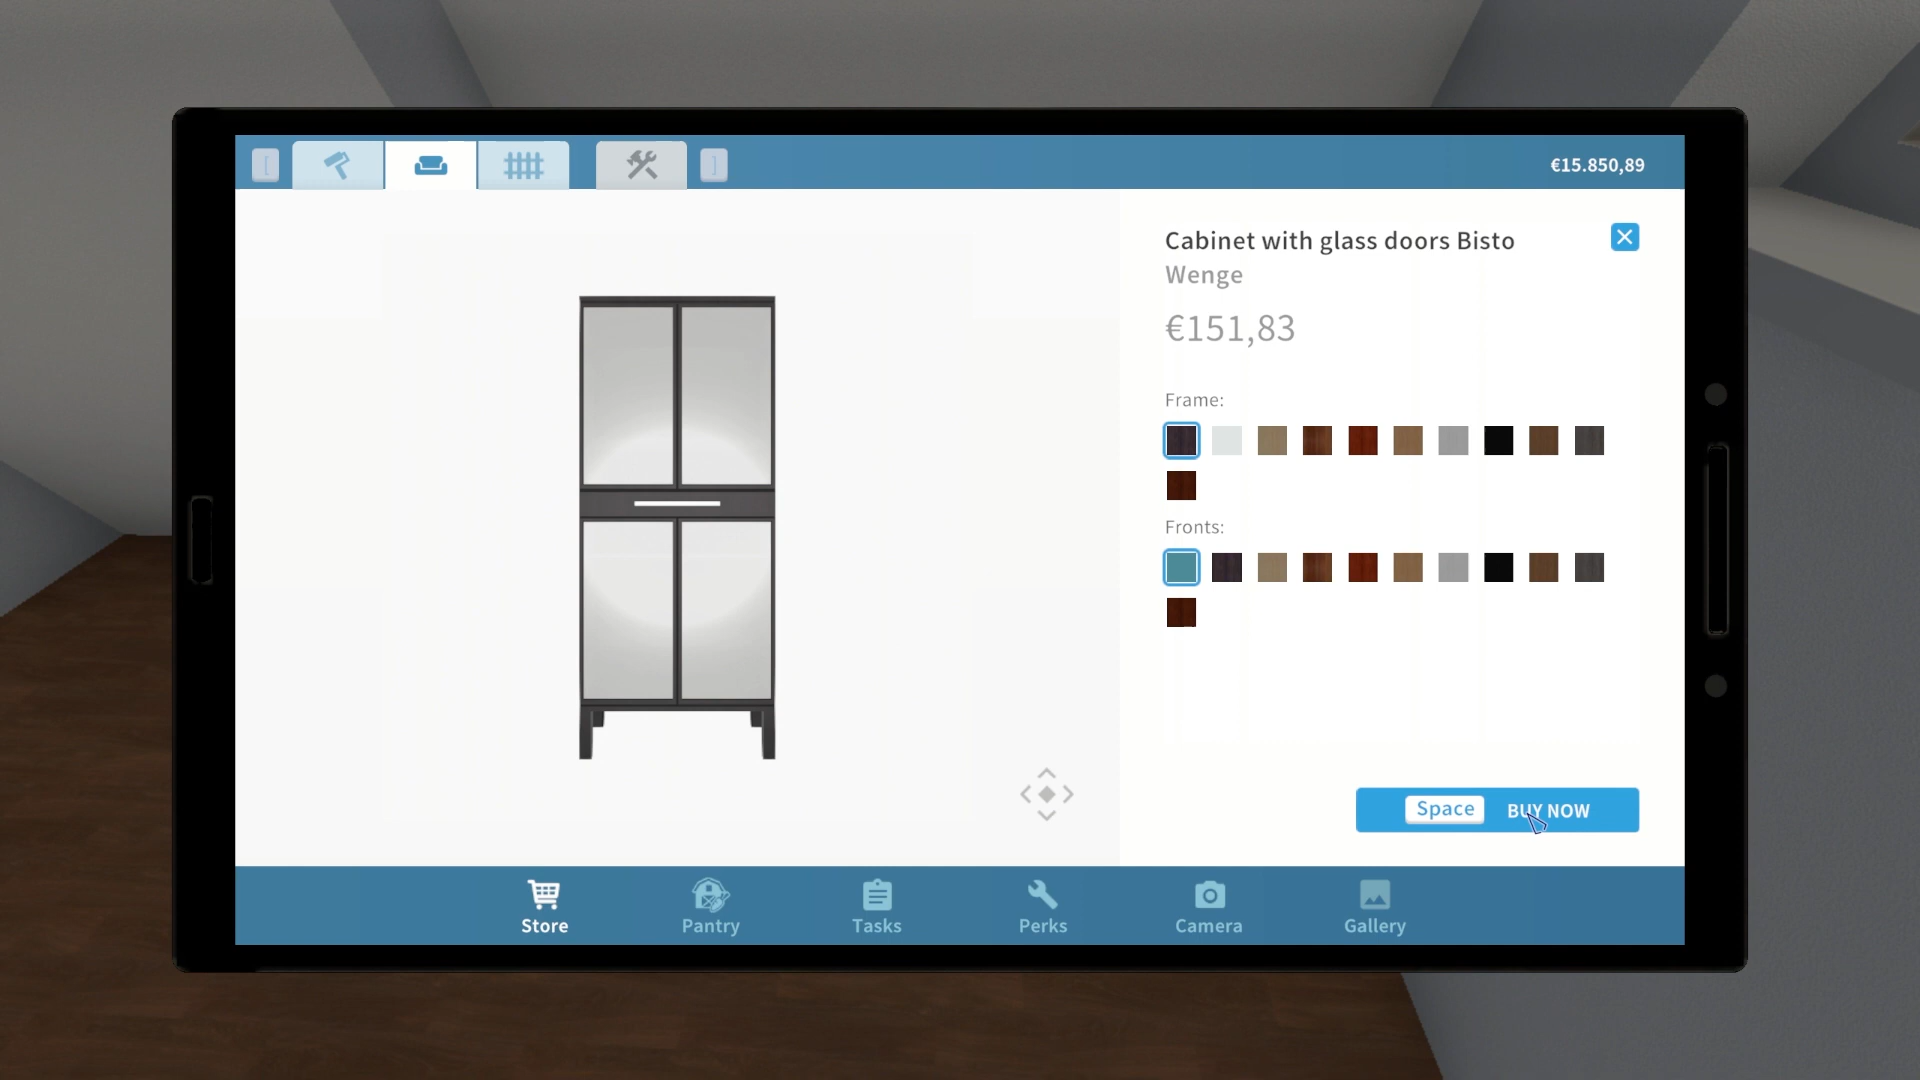 [
]
€15.850,89
Cabinet with glass doors Bisto
Wenge
€151,83
Frame:
Fronts:
Space BUY NOW
Store Pantry Tasks Perks Camera Gallery